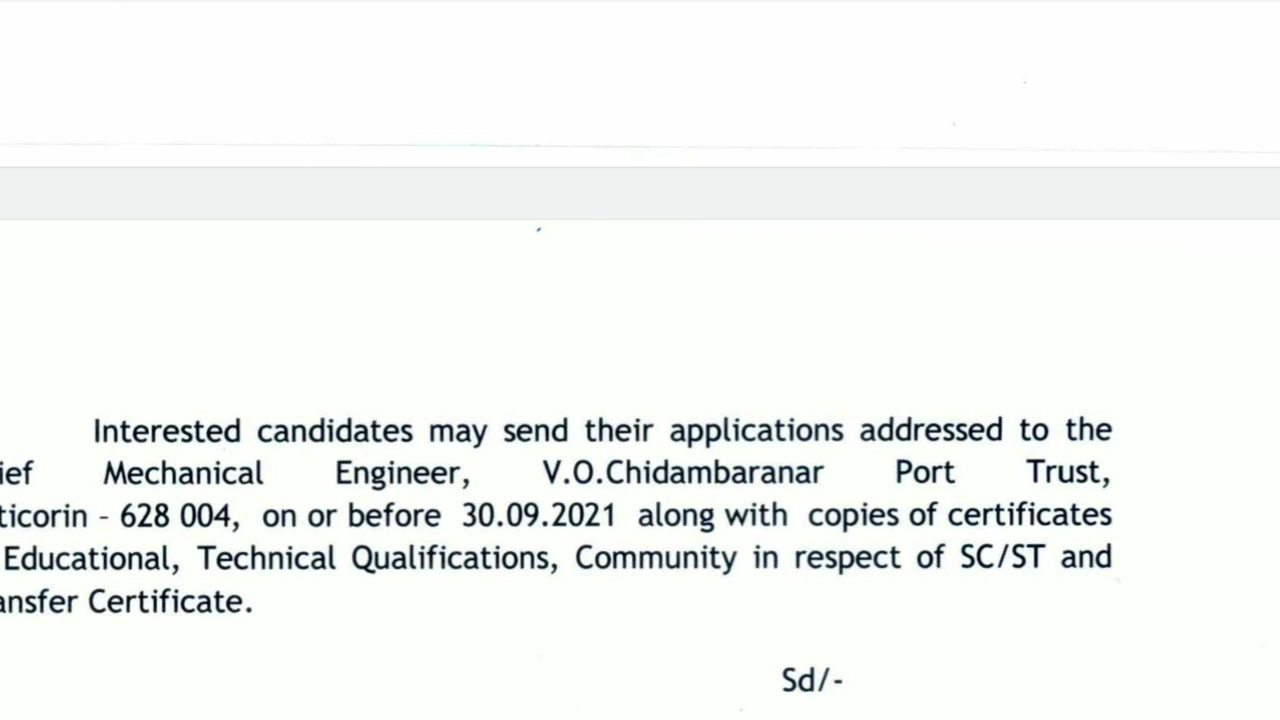 Interested candidates may send their applications addressed to the
ief Mechanical Engineer, V.O.Chidambaranar Port Trust,
ticorin - 628 004, on or before 30.09.2021 along with copies of certificates
Educational, Technical Qualifications, Community in respect of SC/ST and
ansfer Certificate.
Sd/-